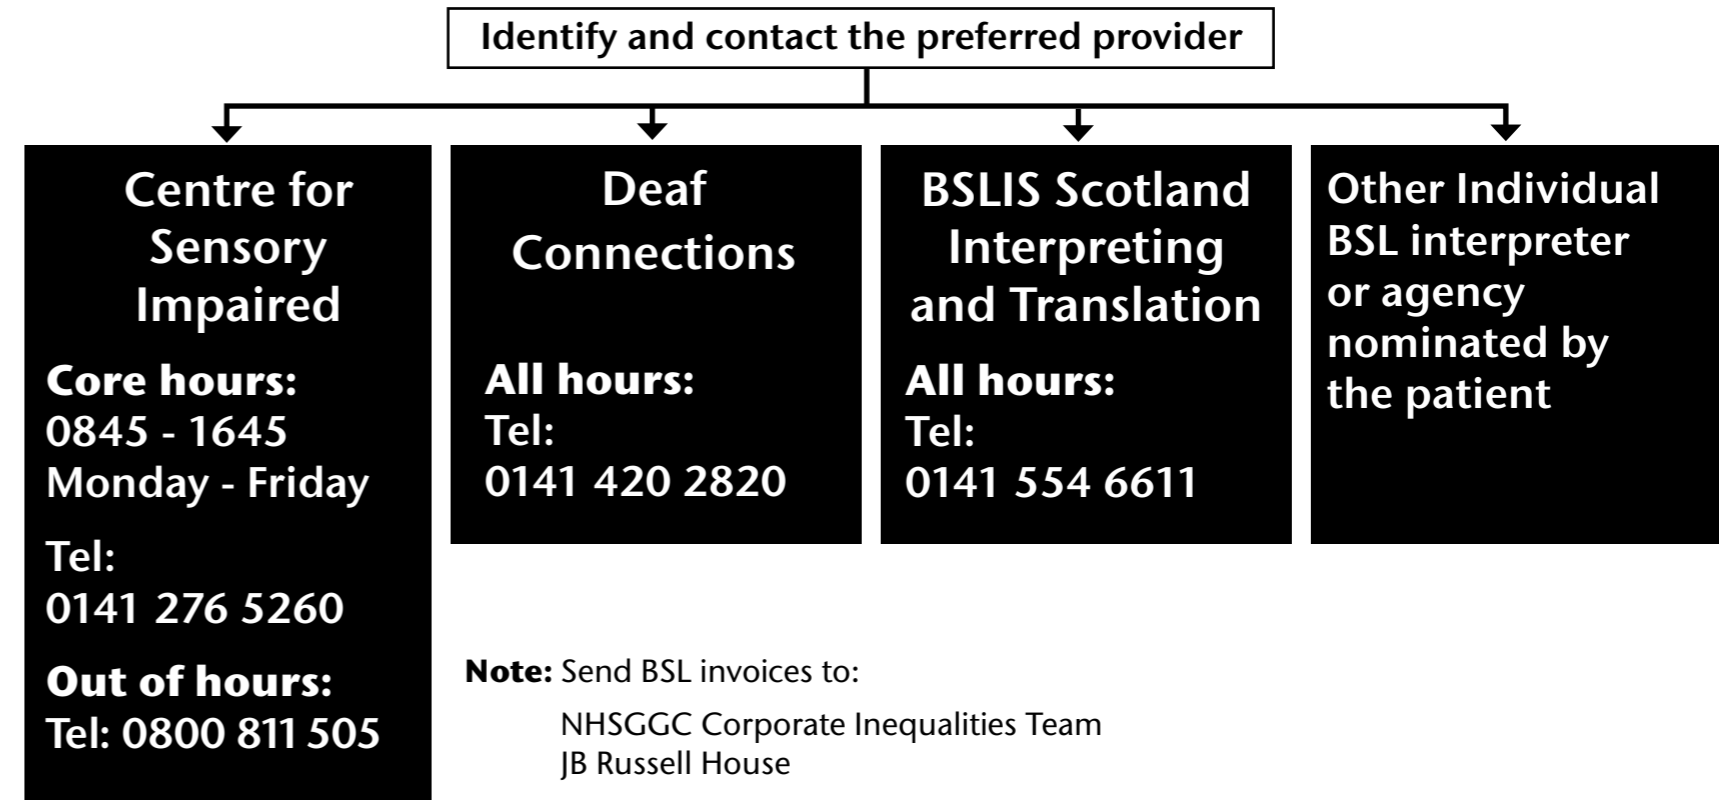 Identify and contact the preferred provider
Centre for
Sensory
Impaired
Core hours:
0845 - 1645
Monday - Friday
Tel:
0141 276 5260
Out of hours:
Tel: 0800 811 505
Deaf
Connections
All hours:
Tel:
0141 420 2820
BSLIS Scotland
Interpreting
and Translation
All hours:
Tel:
0141 554 6611
Other Individual
BSL interpreter
or agency
nominated by
the patient
Note: Send BSL invoices to:
NHSGGC Corporate Inequalities Team
JB Russell House